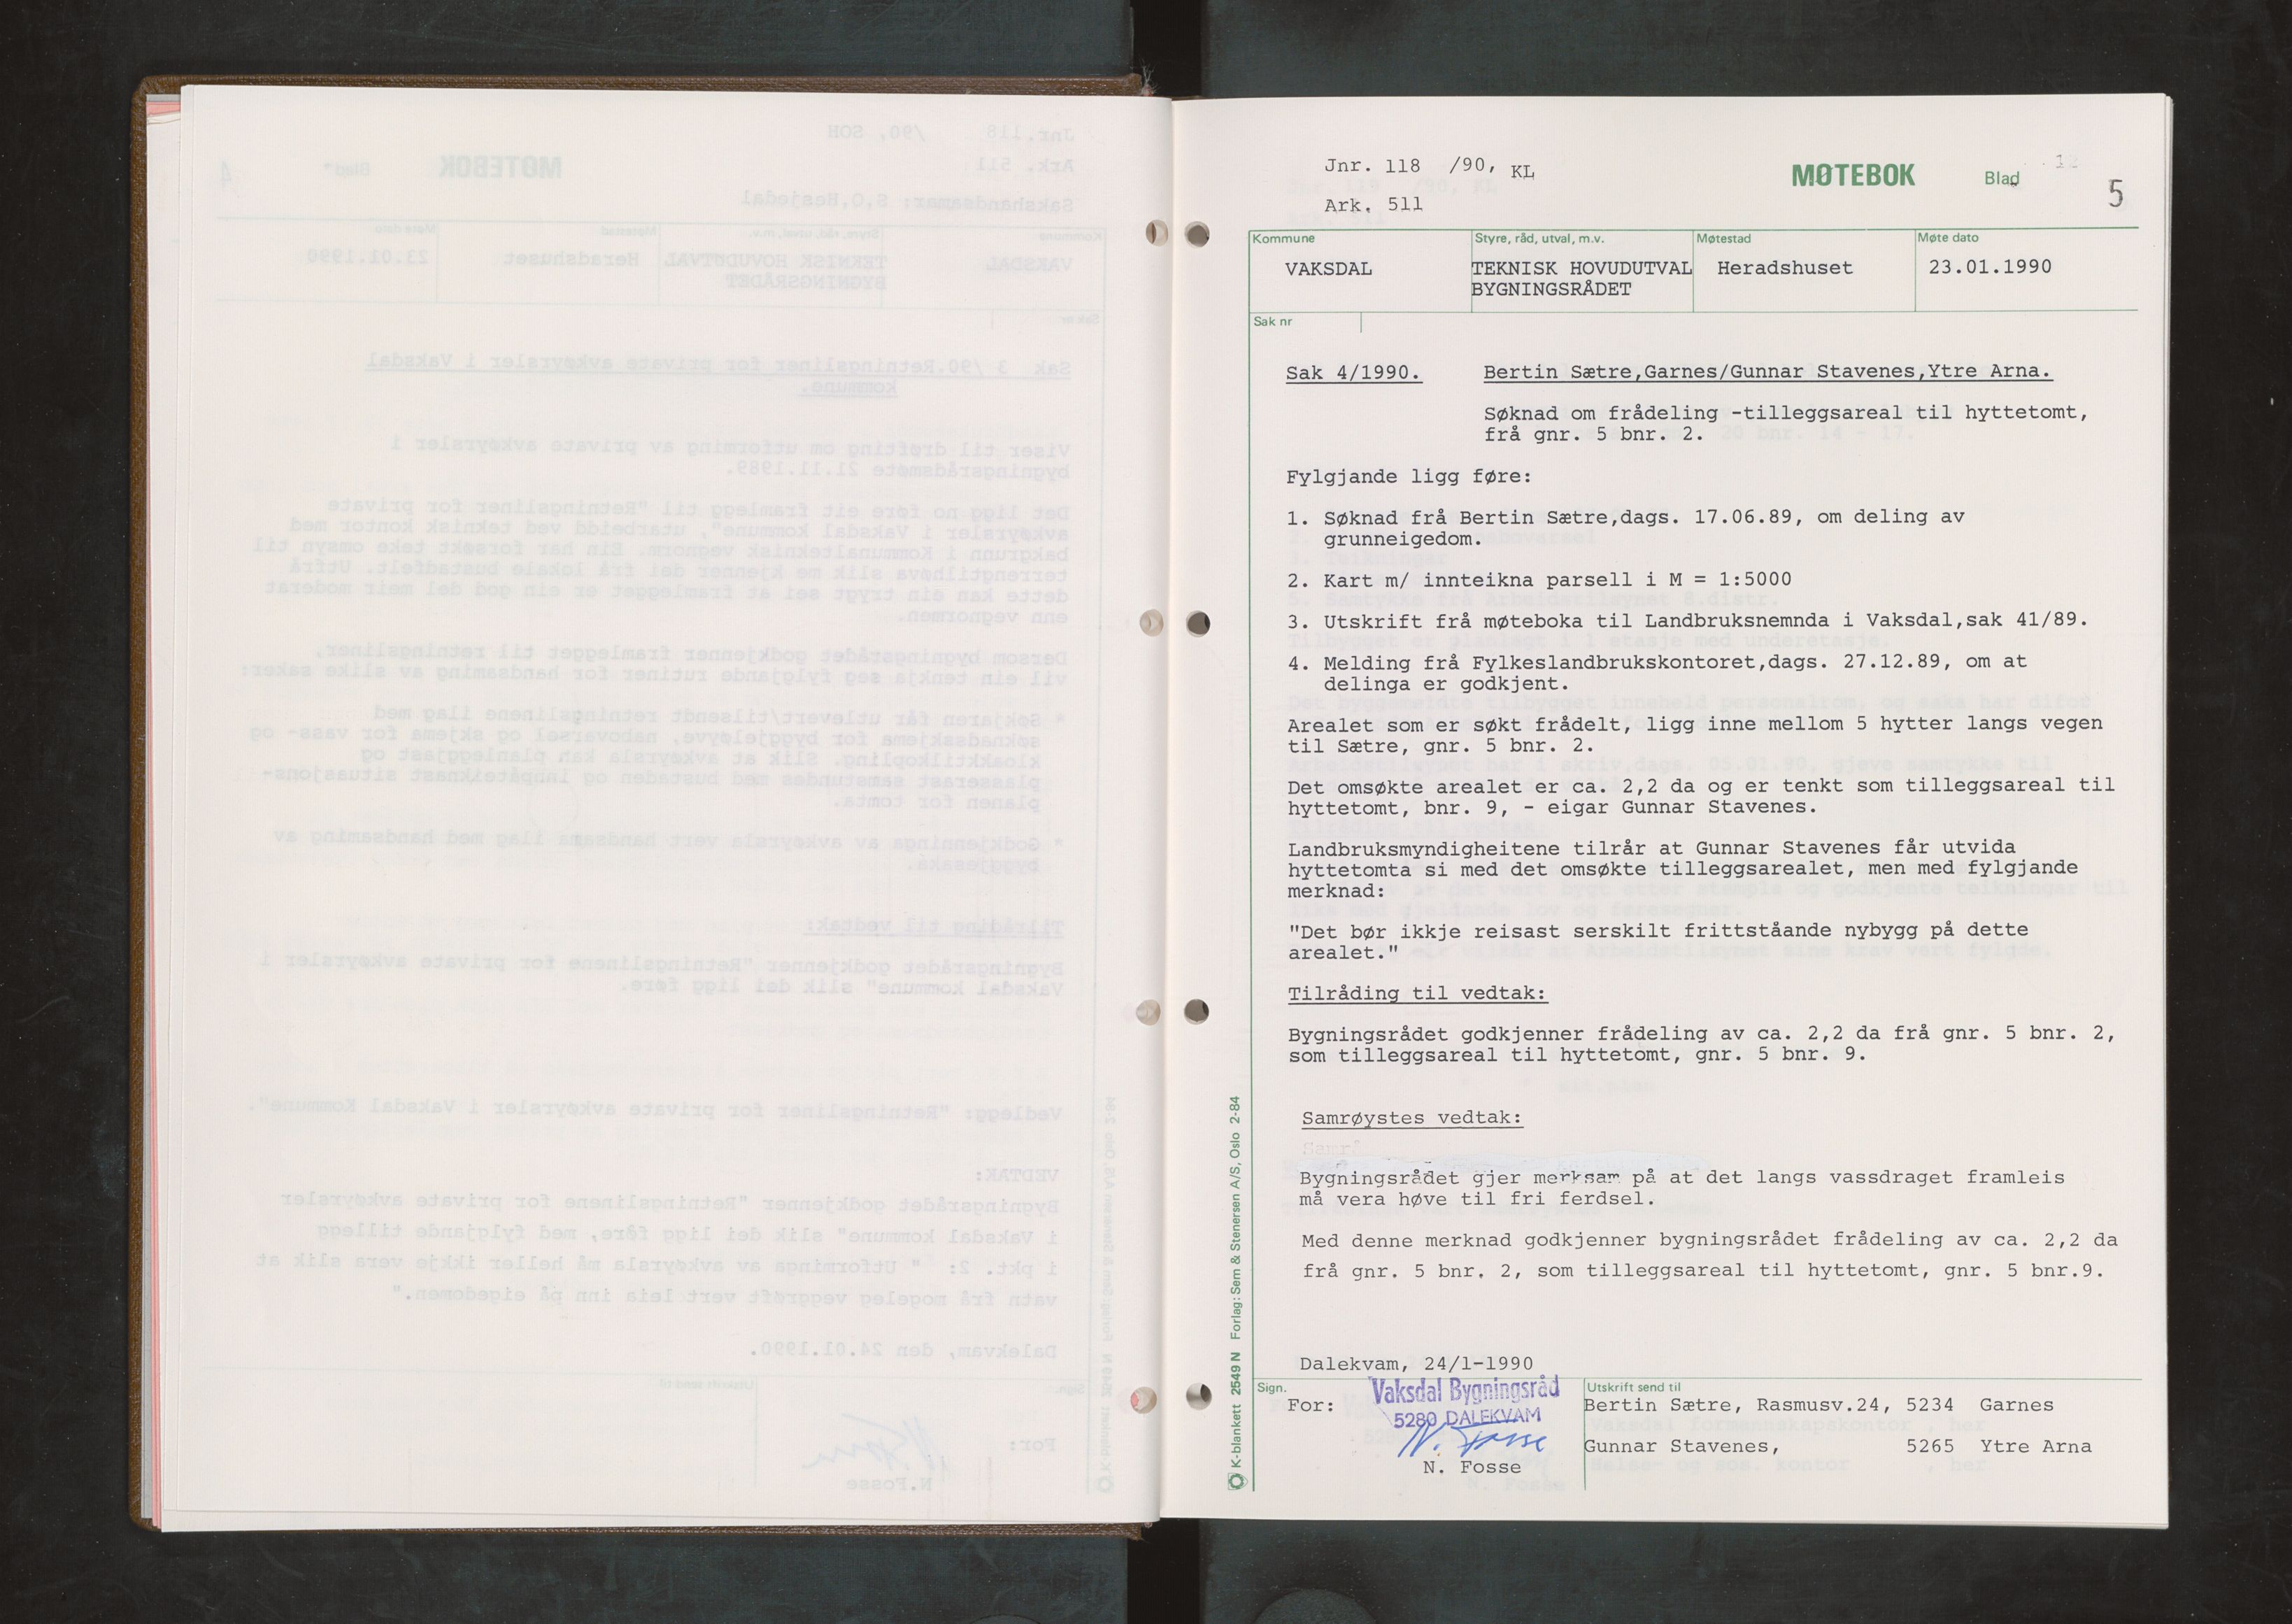 Jnr. 118 /90, KL
Ark. 511
MØTEBOK
Blad
5
Kommune
VAKSDAL
Styre, råd, utval, m.v.
TEKNISK HOVUDUTVAL
BYGNINGSRÅDET
Møtestad
Heradshuset
Møte dato
23.01.1990
Sak nr
Sak 4/1990. Bertin Sætre,Garnes/Gunnar Stavenes,Ytre Arna.
Søknad om frådeling -tilleggsareal til hyttetomt,
frå gnr. 5 bnr. 2.
Fylgjande ligg føre:
1. Søknad frå Bertin Sætre,dags. 17.06.89, om deling av
grunneigedom.
2. Kart m/ innteikna parsell i M = 1:5000
3. Utskrift frå møteboka til Landbruksnemnda i Vaksdal,sak 41/89.
4. Melding frå Fylkeslandbrukskontoret,dags. 27.12.89, om at
delinga er godkjent.
Arealet som er søkt frådelt, ligg inne mellom 5 hytter langs vegen
til Sætre, gnr. 5 bnr. 2.
Det omsøkte arealet er ca. 2,2 da og er tenkt som tilleggsareal til
hyttetomt, bnr. 9, - eigar Gunnar Stavenes.
Landbruksmyndigheitene tilrår at Gunnar Stavenes får utvida
hyttetomta si med det omsøkte tilleggsarealet, men med fylgjande
merknad:
"Det bør ikkje reisast serskilt frittståande nybygg på dette
arealet."
Tilråding til vedtak:
Bygningsrådet godkjenner frådeling av ca. 2,2 da frå gnr. 5 bnr. 2,
som tilleggsareal til hyttetomt, gnr. 5 bnr. 9.
Samrøystes vedtak:
Bygningsrådet gjer merksam på at det langs vassdraget framleis
må vera høve til fri ferdsel.
Med denne merknad godkjenner bygningsrådet frådeling av ca. 2,2 da
frå gnr. 5 bnr. 2, som tilleggsareal til hyttetomt, gnr. 5 bnr.9.
Dalekvam, 24/1-1990
Sign.
For:
Vaksdal Bygningsråd
5280 DALEKVAM
N. Fosse
N. Fosse
Utskrift send til
Bertin Sætre, Rasmusv.24, 5234 Garnes
Gunnar Stavenes, 5265 Ytre Arna
K-blankett 2549 N Forlag: Sem & Stenersen A/S, Oslo 2-84